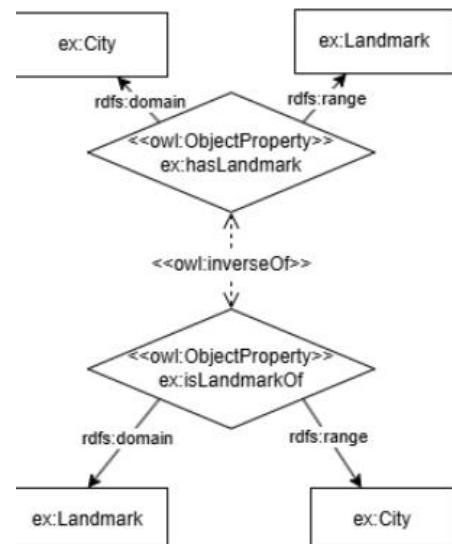 ex:City
ex:Landmark
rdfs:domain
rdfs:range
<<owl:ObjectProperty>>
ex:hasLandmark
<<owl:inverseOf>>
<<owl:ObjectProperty>>
ex:isLandmarkOf
rdfs:domain
rdfs:range
ex:Landmark
ex:City